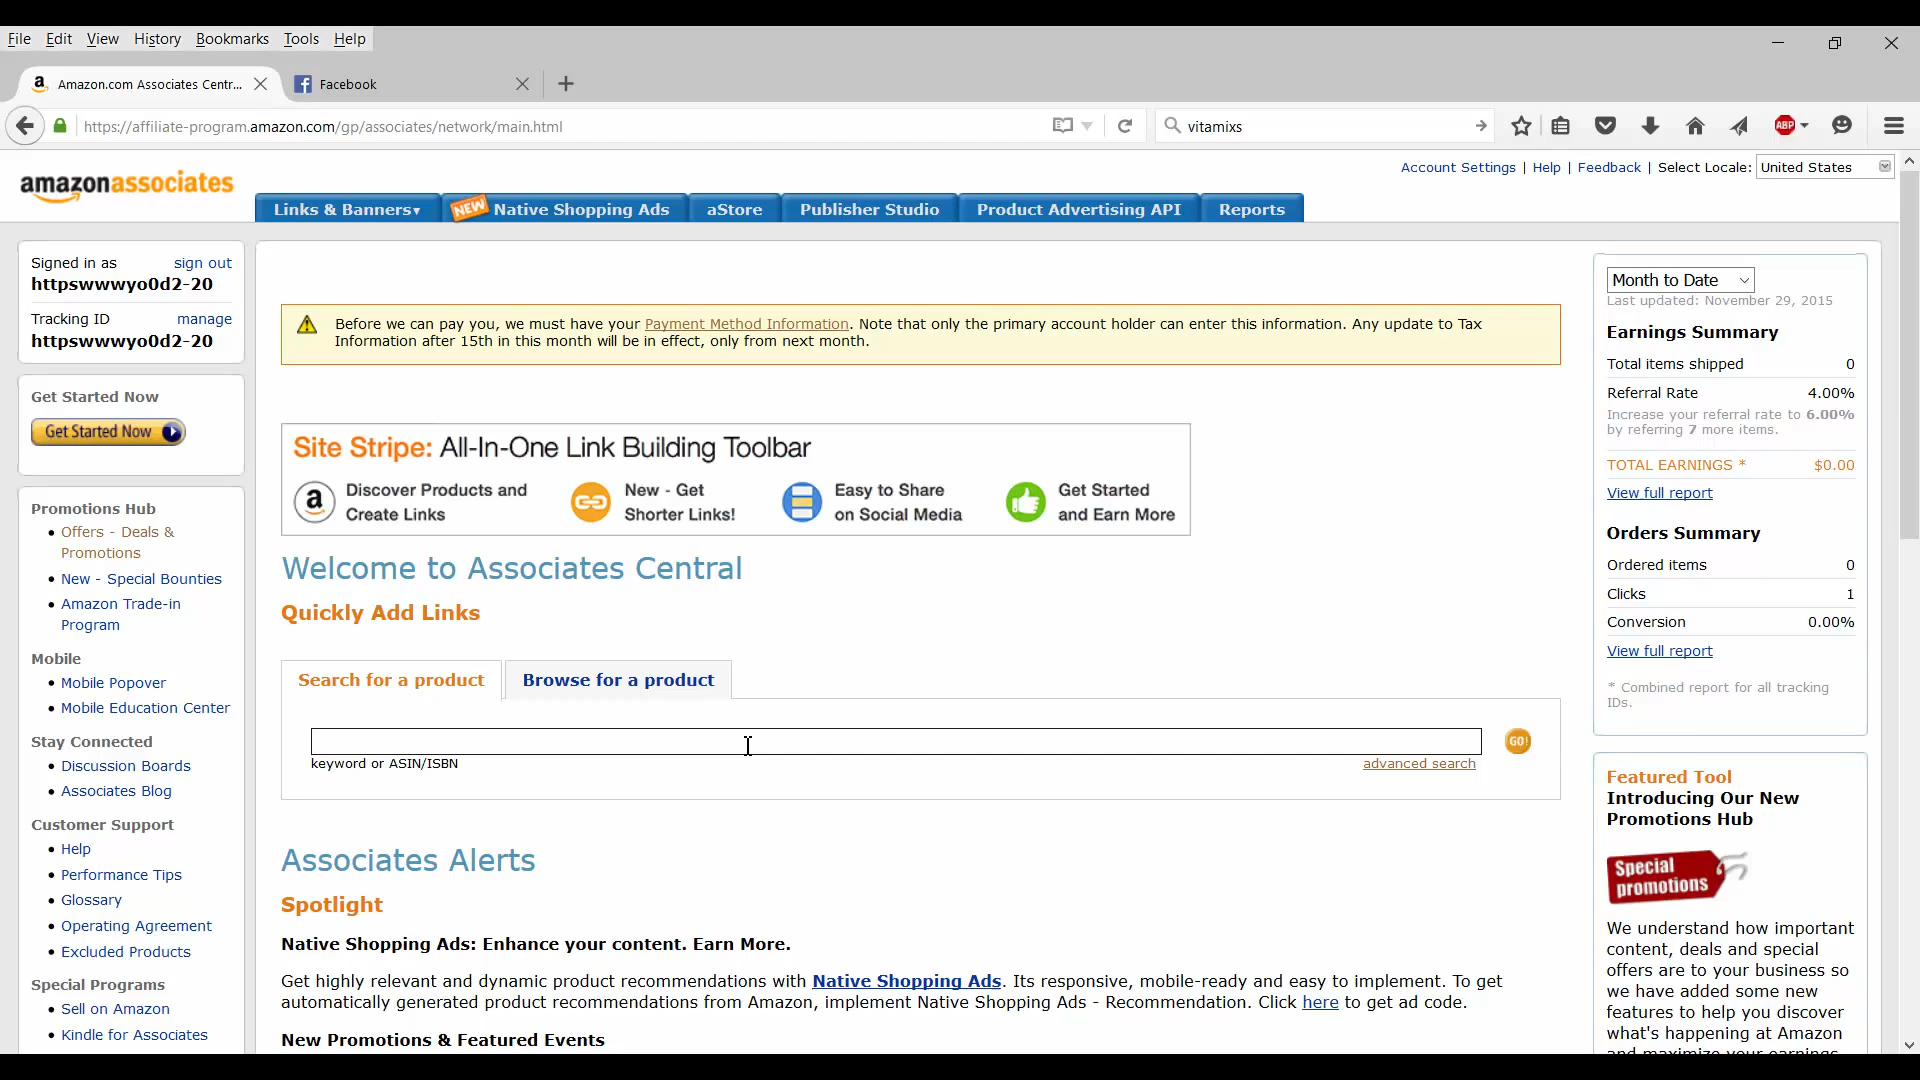 File Edit View History Bookmarks Tools Help
Amazon.com Associates Centr...
Facebook
https://affiliate-program.amazon.com/gp/associates/network/main.html
vitamixs
ABP
amazonassociates
Account Settings | Help | Feedback | Select Locale: United States
Links & Banners▾
NEW Native Shopping Ads
aStore
Publisher Studio
Product Advertising API
Reports
Signed in as sign out
httpswwwyo0d2-20
Tracking ID manage
httpswwwyo0d2-20
Get Started Now
Get Started Now
Promotions Hub
• Offers - Deals &
Promotions
• New - Special Bounties
• Amazon Trade-in
Program
Mobile
• Mobile Popover
• Mobile Education Center
Stay Connected
• Discussion Boards
• Associates Blog
Customer Support
• Help
• Performance Tips
• Glossary
• Operating Agreement
• Excluded Products
Special Programs
• Sell on Amazon
• Kindle for Associates
Before we can pay you, we must have your Payment Method Information. Note that only the primary account holder can enter this information. Any update to Tax
Information after 15th in this month will be in effect, only from next month.
Site Stripe: All-In-One Link Building Toolbar
a
Discover Products and
Create Links
New - Get
Shorter Links!
Easy to Share
on Social Media
Get Started
and Earn More
Welcome to Associates Central
Quickly Add Links
Search for a product
Browse for a product
GO!
keyword or ASIN/ISBN
advanced search
Associates Alerts
Spotlight
Native Shopping Ads: Enhance your content. Earn More.
Get highly relevant and dynamic product recommendations with Native Shopping Ads. Its responsive, mobile-ready and easy to implement. To get
automatically generated product recommendations from Amazon, implement Native Shopping Ads - Recommendation. Click here to get ad code.
New Promotions & Featured Events
Month to Date
Last updated: November 29, 2015
Earnings Summary
Total items shipped 0
Referral Rate 4.00%
Increase your referral rate to 6.00%
by referring 7 more items.
TOTAL EARNINGS * $0.00
View full report
Orders Summary
Ordered items 0
Clicks 1
Conversion 0.00%
View full report
* Combined report for all tracking
IDs.
Featured Tool
Introducing Our New
Promotions Hub
Special
promotions
We understand how important
content, deals and special
offers are to your business so
we have added some new
features to help you discover
what's happening at Amazon
and maximize your earnings